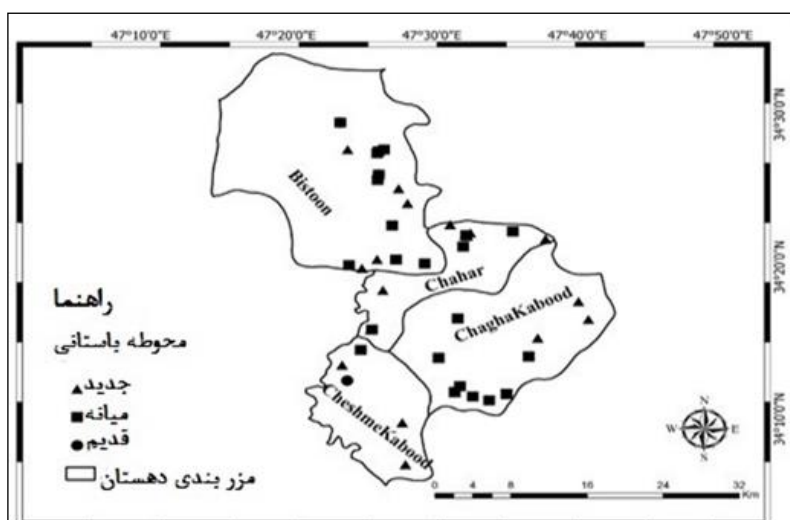 47°10'0"E 47°20'0"E 47°30'0"E 47°40'0"E 47°50'0"E
34°30'0"N
34°20'0"N
34°10'0"N
Bistoon
Chahar
ChaghaKabood
CheshmeKabood
راهنما
محوطه باستانی
جدید
میانه
قدیم
مزر بندی دهستان
N
W E
S
0 4 8 16 24 32
Km